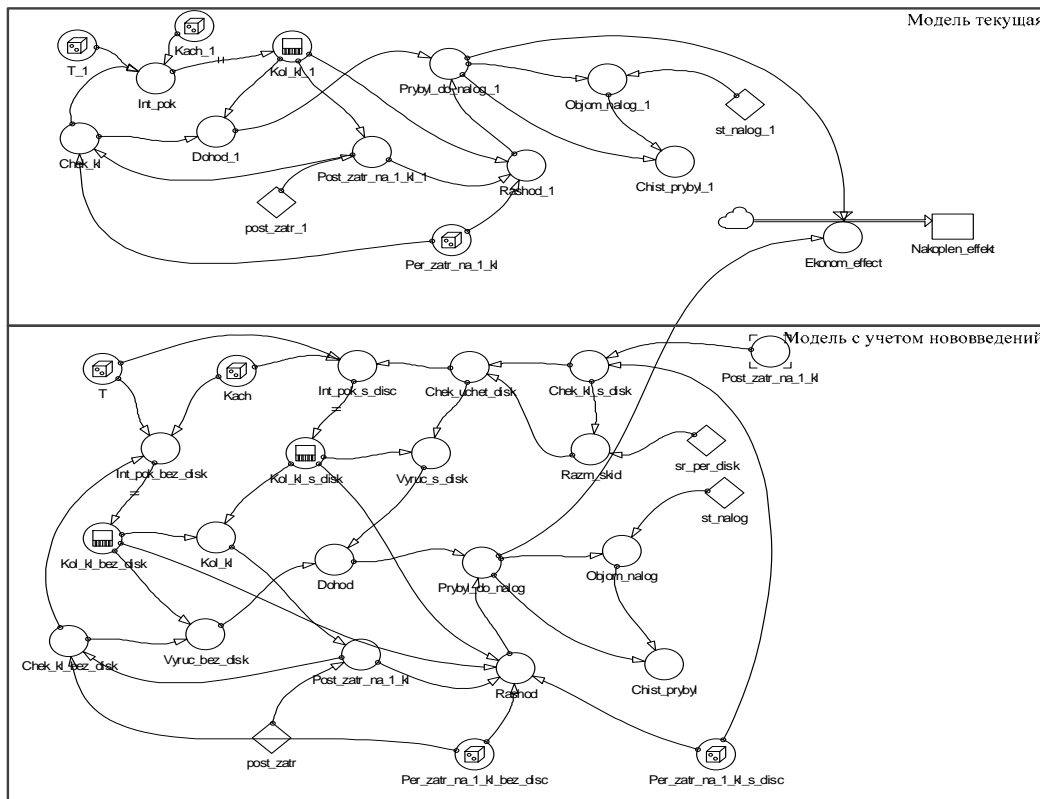 Модель текущая
T_1
Kach_1
Int_pok
Kol_kl_1
Prybyl_do_nalog_1
Objom_nalog_1
st_nalog_1
Chek_kl
Dohod_1
Post_zatr_na_1_kl_1
Rashod_1
Chist_prybyl_1
post_zatr_1
Per_zatr_na_1_kl
Ekonom_effect
Nakoplen_effekt
Модель с учетом нововведений
T
Kach
Int_pok_s_disc
Chek_uchet_disk
Chek_kl_s_disk
Post_zatr_na_1_kl
Int_pok_bez_disk
Kol_kl_s_disk
Vyruc_s_disk
Razm_skid
sr_per_disk
st_nalog
Kol_kl_bez_disk
Kol_kl
Dohod
Prybyl_do_nalog
Objom_nalog
Chek_kl_bez_disk
Vyruc_bez_disk
Post_zatr_na_1_kl
Rashod
Chist_prybyl
post_zatr
Per_zatr_na_1_kl_bez_disc
Per_zatr_na_1_kl_s_disc